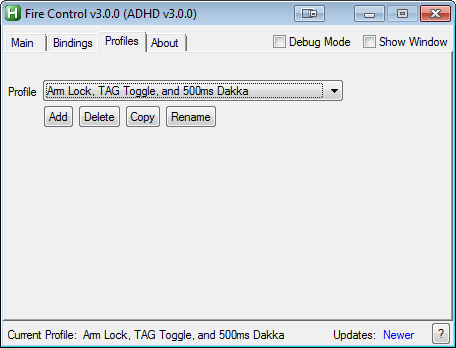 Fire Control v3.0.0 (ADHD v3.0.0)
Main Bindings Profiles About Debug Mode Show Window
Profile Arm Lock, TAG Toggle, and 500ms Dakka
Add Delete Copy Rename
Current Profile: Arm Lock, TAG Toggle, and 500ms Dakka Updates: Newer ?